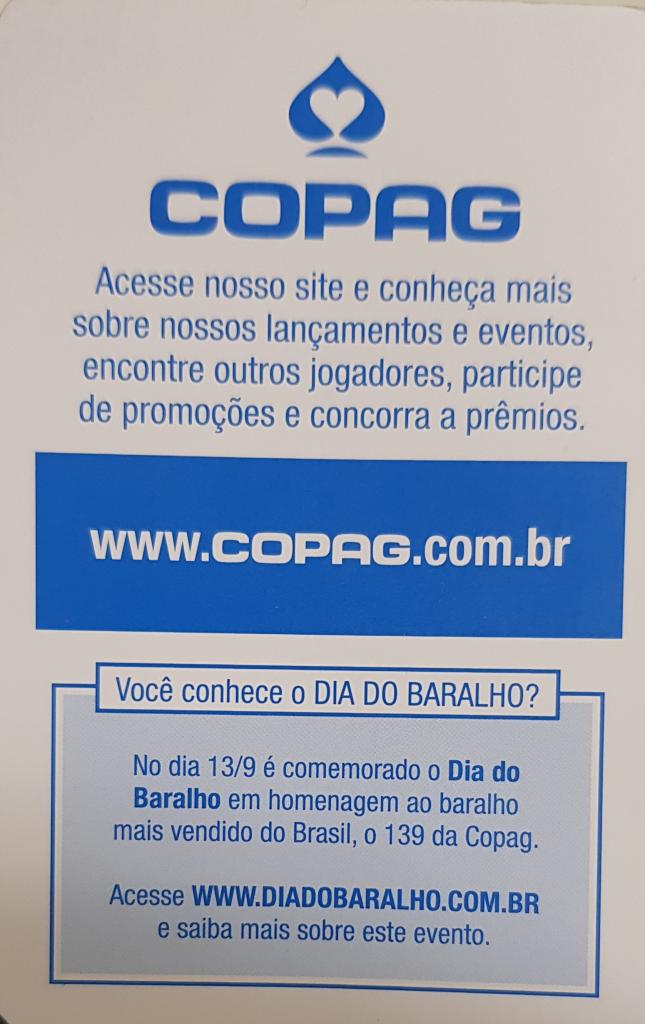 COPAG
Acesse nosso site e conheça mais
sobre nossos lançamentos e eventos,
encontre outros jogadores, participe
de promoções e concorra a prêmios.
www.COPAG.com.br
Você conhece o DIA DO BARALHO?
No dia 13/9 é comemorado o Dia do
Baralho em homenagem ao baralho
mais vendido do Brasil, o 139 da Copag.
Acesse WWW.DIADOBARALHO.COM.BR
e saiba mais sobre este evento.